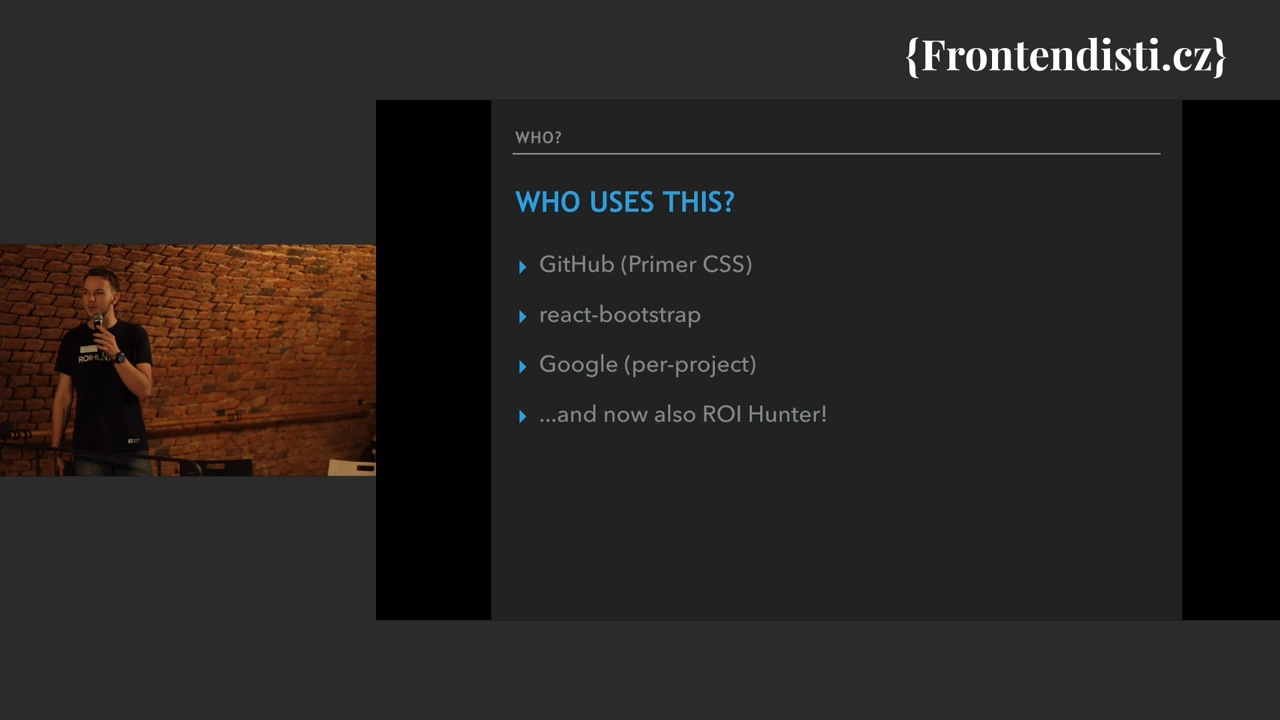 {Frontendisti.cz}
WHO?
WHO USES THIS?
GitHub (Primer CSS)
react-bootstrap
Google (per-project)
...and now also ROI Hunter!